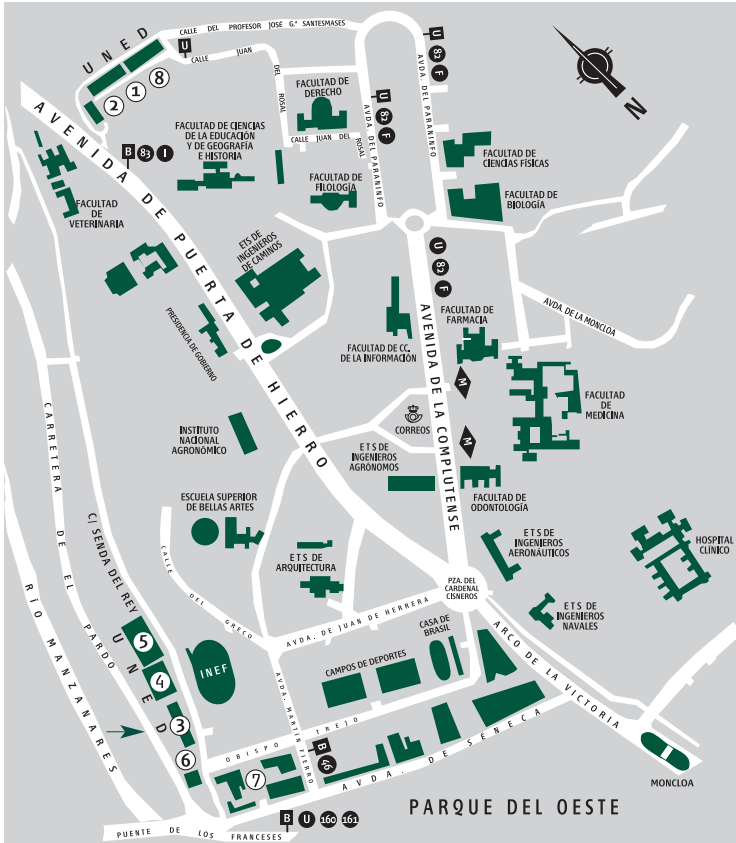 CALLE DEL PROFESOR JOSÉ G.ª SANTESMASES
UNED
U
CALLE JUAN DEL ROSAL
2
1
8
U
82
F
AVDA. DEL PARANINFO
U
82
F
AVDA. DEL PARANINFO
N
FACULTAD DE
DERECHO
CALLE JUAN DEL ROSAL
AVENIDA DE PUERTA DE HIERRO
B 83 I
FACULTAD DE CIENCIAS
DE LA EDUCACIÓN
Y DE GEOGRAFÍA
E HISTORIA
FACULTAD DE
CIENCIAS FÍSICAS
FACULTAD DE
FILOLOGÍA
FACULTAD DE
BIOLOGÍA
FACULTAD
DE
VETERINARIA
ETS DE
INGENIEROS
DE CAMINOS
U
82
F
AVENIDA DE LA COMPLUTENSE
AVDA. DE LA MONCLOA
PRESIDENCIA DE GOBIERNO
FACULTAD DE
FARMACIA
FACULTAD DE CC.
DE LA INFORMACIÓN
M
FACULTAD
DE
MEDICINA
CARRETERA DE EL PARDO
INSTITUTO
NACIONAL
AGRONÓMICO
CORREOS
M
E T S DE
INGENIEROS
AGRÓNOMOS
FACULTAD DE
ODONTOLOGÍA
ESCUELA SUPERIOR
DE BELLAS ARTES
E T S DE
INGENIEROS
AERONÁUTICOS
HOSPITAL
CLÍNICO
E T S DE
ARQUITECTURA
PZA. DEL
CARDENAL
CISNEROS
E T S DE
INGENIEROS
NAVALES
C/ SENDA DEL REY
CALLE DEL GRECO
AVDA. DE JUAN DE HERRERA
CASA DE
BRASIL
ARCO DE LA VICTORIA
RÍO MANZANARES
UNED
5
4
3
6
INEF
CAMPOS DE DEPORTES
AVDA. MARTÍN FIERRO
OBISPO TREJO
B
46
7
AVDA. DE SÉNECA
MONCLOA
PARQUE DEL OESTE
B U 160 161
PUENTE DE LOS FRANCESES